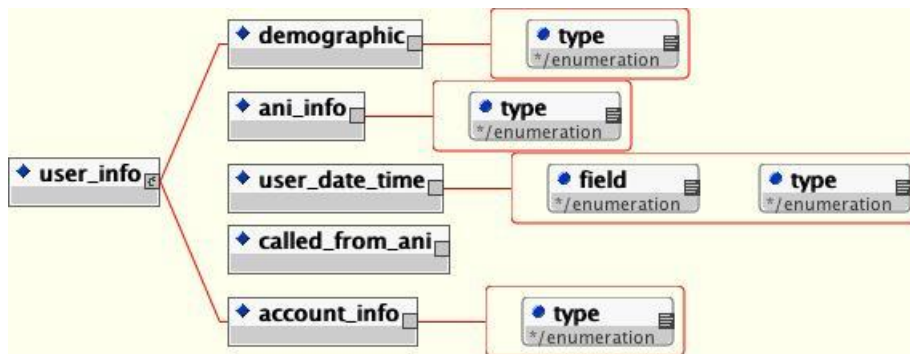 demographic
type
*/enumeration
ani_info
type
*/enumeration
user_info
user_date_time
field
*/enumeration
type
*/enumeration
called_from_ani
account_info
type
*/enumeration